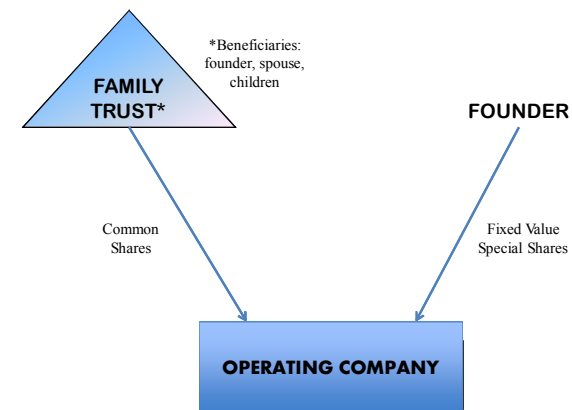 *Beneficiaries:
founder, spouse,
children
FAMILY
TRUST*
FOUNDER
Common
Shares
Fixed Value
Special Shares
OPERATING COMPANY